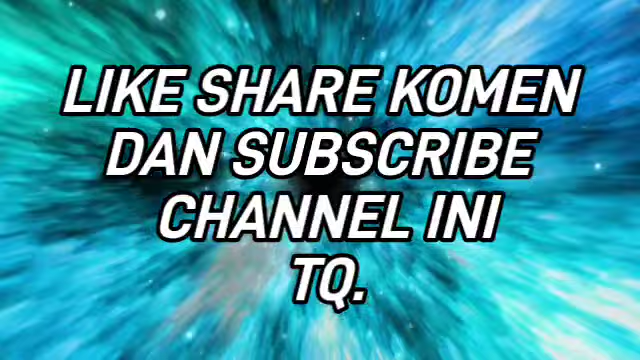 LIKE SHARE KOMEN
DAN SUBSCRIBE
CHANNEL INI
TQ.